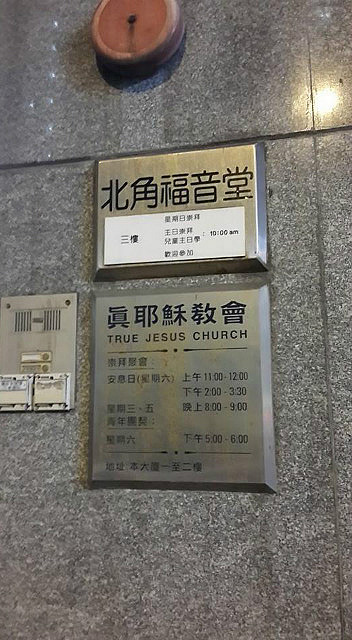 北角福音堂
星期日崇拜
三樓
主日崇拜
兒童主日學
: 10:00 am
歡迎參加
眞耶穌教會
TRUE JESUS CHURCH
崇拜聚會：
安息日(星期六) 上午 11:00 - 12:00
下午 2:00 - 3:30
星期三、五 晚上 8:00 - 9:00
青年團契：
星期六 下午 5:00 - 6:00
地址 本大廈一至二樓